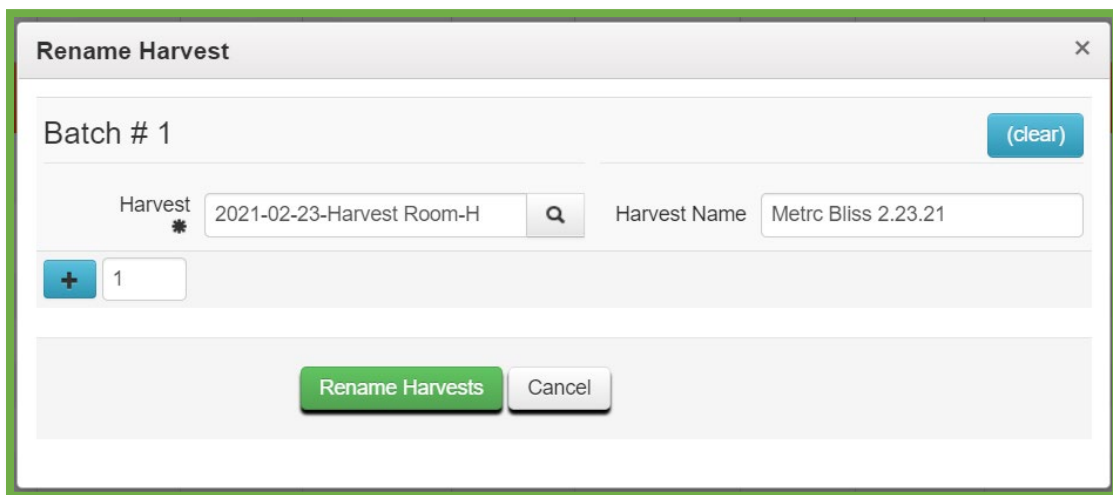 Rename Harvest ×
Batch # 1 (clear)
Harvest 2021-02-23-Harvest Room-H Harvest Name Metrc Bliss 2.23.21
✱
+ 1
Rename Harvests Cancel